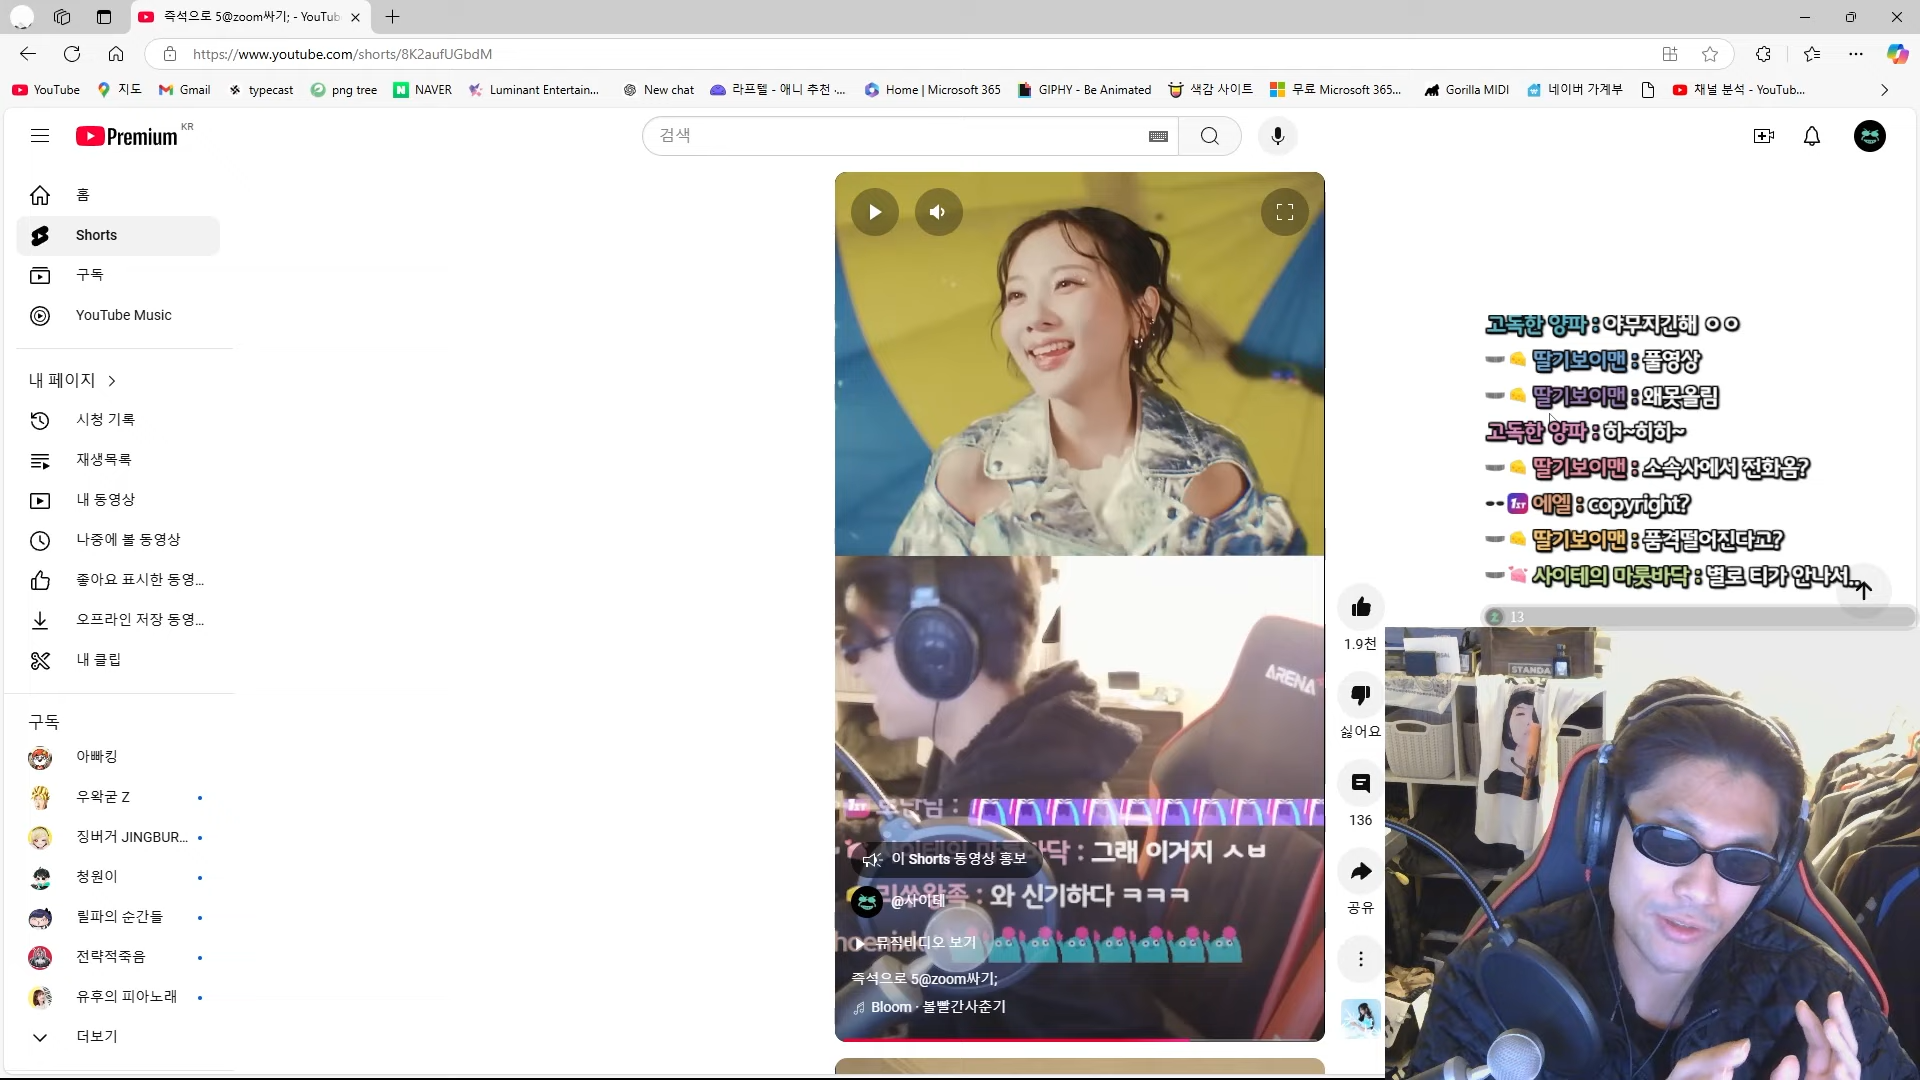 즉석으로 5@zoom싸기; - YouTub
https://www.youtube.com/shorts/8K2aufUGbdM
YouTube
지도
Gmail
typecast
png tree
NAVER
Luminant Entertain...
New chat
라프텔 - 애니 추천 ·...
Home | Microsoft 365
GIPHY - Be Animated
색감 사이트
무료 Microsoft 365...
Gorilla MIDI
네이버 가계부
채널 분석 - YouTub...
Premium KR
검색
홈
Shorts
구독
YouTube Music
내 페이지
시청 기록
재생목록
내 동영상
나중에 볼 동영상
좋아요 표시한 동영...
오프라인 저장 동영...
내 클립
구독
아빠킹
우왁굳 Z
징버거 JINGBUR...
청원이
릴파의 순간들
전략적죽음
유후의 피아노래
더보기
ARENA
그래 이거지 ㅅㅂ
이 Shorts 동영상 홍보
: 와 신기하다 ㅋㅋㅋ
@사이테
뮤직비디오 보기
즉석으로 5@zoom싸기;
Bloom · 볼빨간사춘기
1.9천
싫어요
136
공유
고독한 양파 : 야무지긴해 ㅇㅇ
딸기보이맨 : 풀영상
딸기보이맨 : 왜못올림
고독한 양파 : 히~히히~
딸기보이맨 : 소속사에서 전화옴?
1ST 에엘 : copyright?
딸기보이맨 : 품격떨어진다고?
사이테의 마룻바닥 : 별로 티가 안나서..
13
STANDA